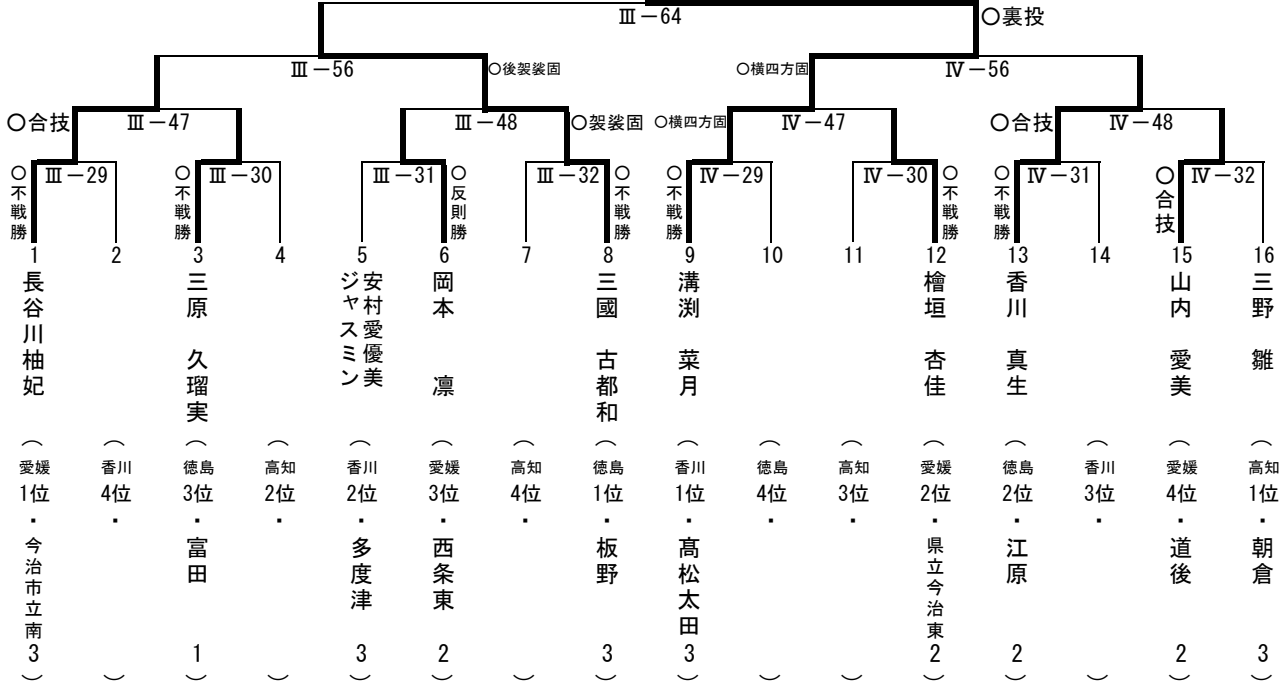 Ⅲ－64 ○裏投
Ⅲ－56 ○後袈裟固 ○横四方固 Ⅳ－56
○合技 Ⅲ－47 Ⅲ－48 ○袈裟固 ○横四方固 Ⅳ－47 ○合技 Ⅳ－48
○不戦勝 Ⅲ－29 ○不戦勝 Ⅲ－30 Ⅲ－31 ○反則勝 Ⅲ－32 ○不戦勝 ○不戦勝 Ⅳ－29 Ⅳ－30 ○不戦勝 ○不戦勝 Ⅳ－31 ○合技 Ⅳ－32
1 2 3 4 5 6 7 8 9 10 11 12 13 14 15 16
長谷川柚妃 三原 久瑠実 安村愛優美ジャスミン 岡本 凛 三國 古都和 溝渕 菜月 檜垣 杏佳 香川 真生 山内 愛美 三野 雛
（ （ （ （ （ （ （ （ （ （ （ （ （ （ （ （
愛媛 香川 徳島 高知 香川 愛媛 高知 徳島 香川 徳島 高知 愛媛 徳島 香川 愛媛 高知
1位 4位 3位 2位 2位 3位 4位 1位 1位 4位 3位 2位 2位 3位 4位 1位
・ ・ ・ ・ ・ ・ ・ ・ ・ ・ ・ ・ ・ ・ ・ ・
今治市立南 富田 多度津 西条東 板野 髙松太田 県立今治東 江原 道後 朝倉
3 1 3 2 3 3 2 2 2 3
） ） ） ） ） ） ） ） ） ） ） ） ） ） ） ）